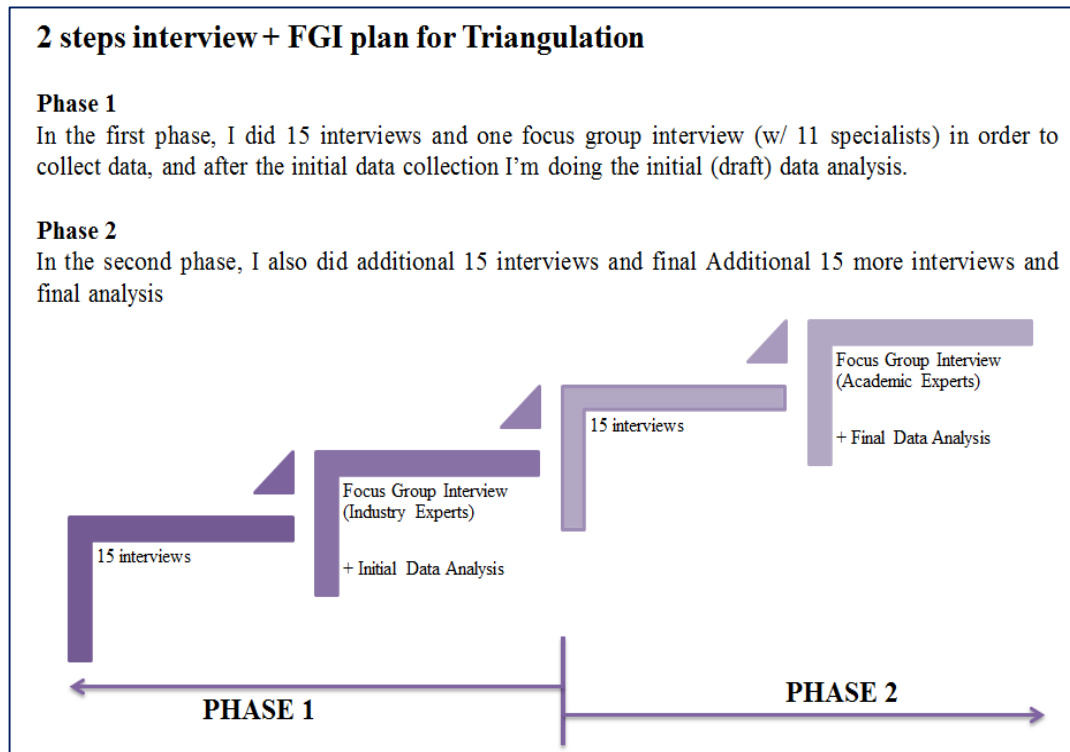 2 steps interview + FGI plan for Triangulation
Phase 1
In the first phase, I did 15 interviews and one focus group interview (w/ 11 specialists) in order to
collect data, and after the initial data collection I'm doing the initial (draft) data analysis.
Phase 2
In the second phase, I also did additional 15 interviews and final Additional 15 more interviews and
final analysis
15 interviews
Focus Group Interview
(Industry Experts)
+ Initial Data Analysis
15 interviews
Focus Group Interview
(Academic Experts)
+ Final Data Analysis
PHASE 1
PHASE 2